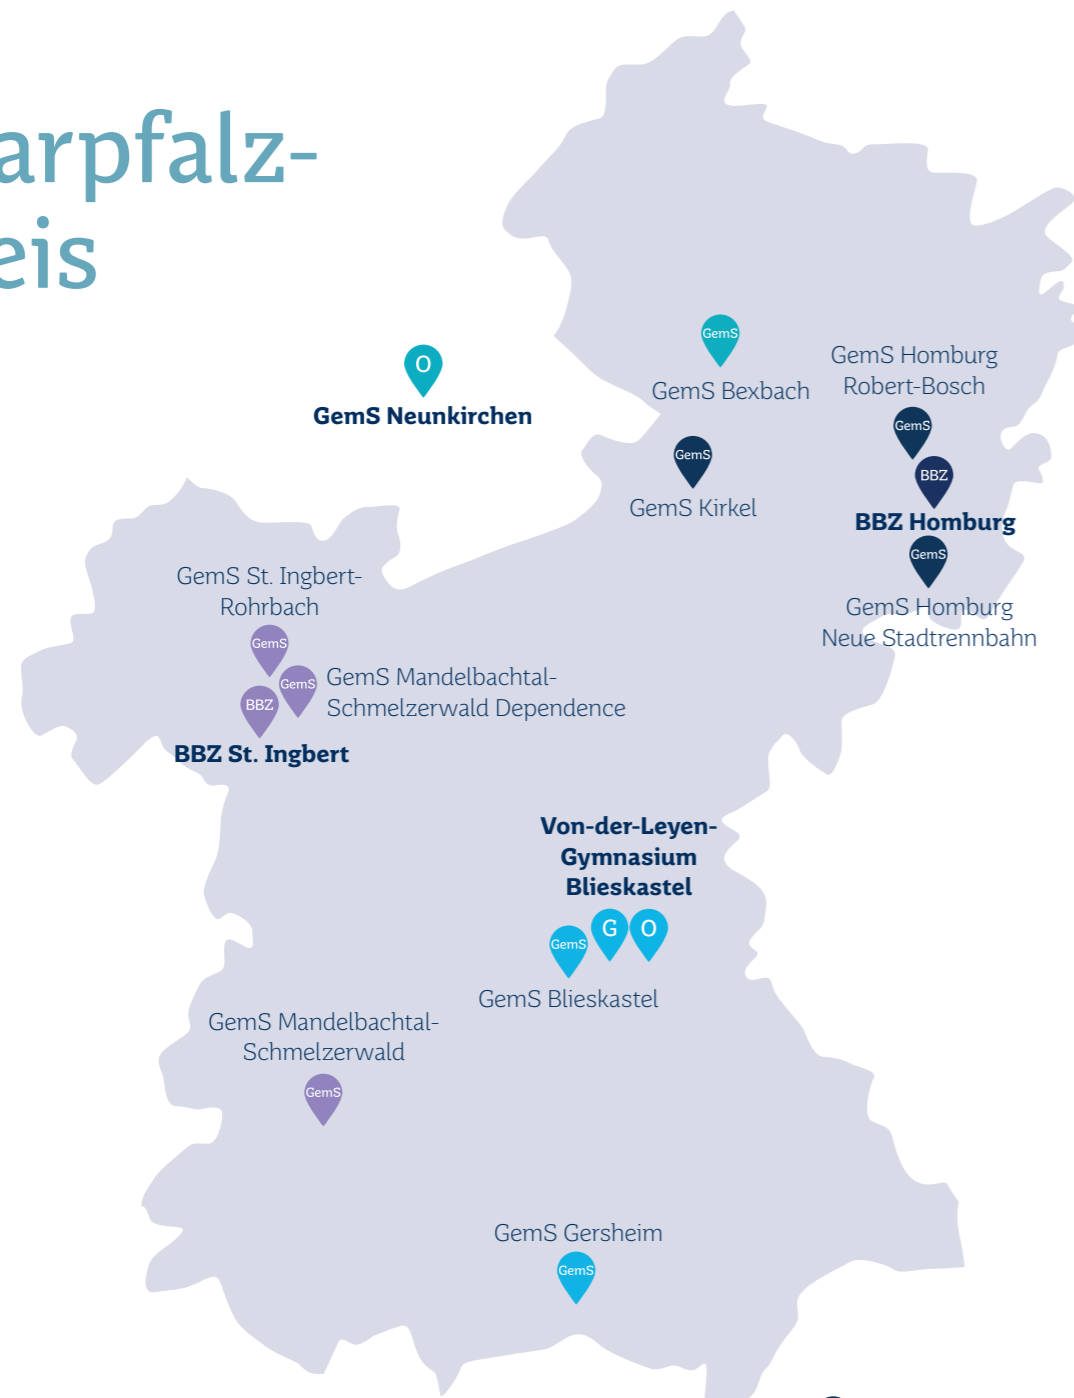 arpfalz-
eis
GemS
GemS Bexbach
GemS Homburg
Robert-Bosch
O
GemS Neunkirchen
GemS
BBZ
BBZ Homburg
GemS
GemS Kirkel
GemS
GemS Homburg
Neue Stadtrennbahn
GemS St. Ingbert-
Rohrbach
GemS
GemS
GemS Mandelbachtal-
Schmelzerwald Dependence
BBZ
BBZ St. Ingbert
Von-der-Leyen-
Gymnasium
Blieskastel
GemS
G
O
GemS Blieskastel
GemS Mandelbachtal-
Schmelzerwald
GemS
GemS Gersheim
GemS